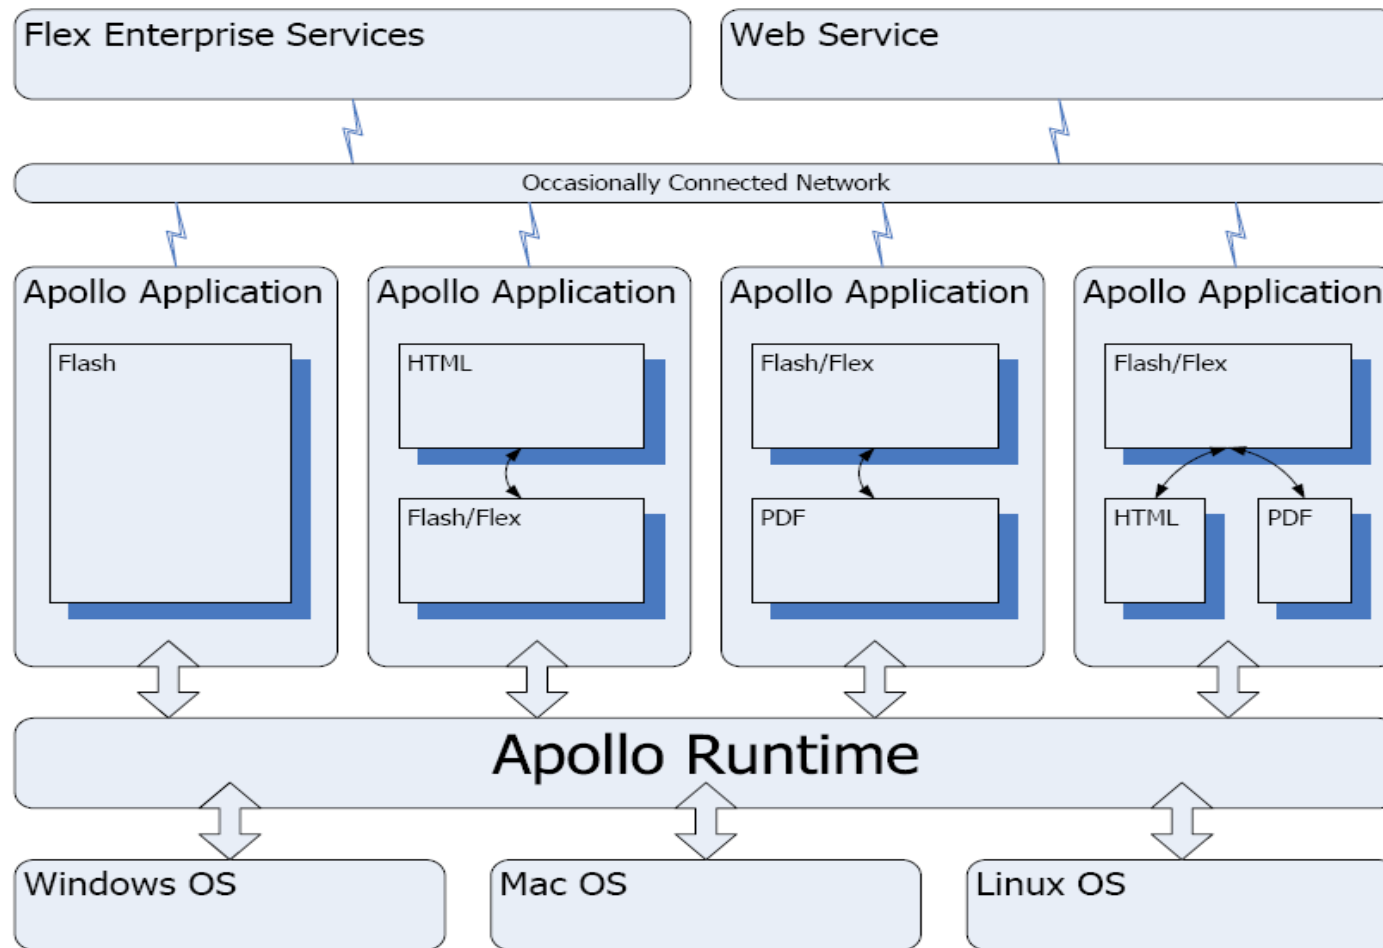 Flex Enterprise Services
Web Service
Occasionally Connected Network
Apollo Application
Apollo Application
Apollo Application
Apollo Application
Flash
HTML
Flash/Flex
Flash/Flex
PDF
Flash/Flex
HTML
PDF
Apollo Runtime
Windows OS
Mac OS
Linux OS